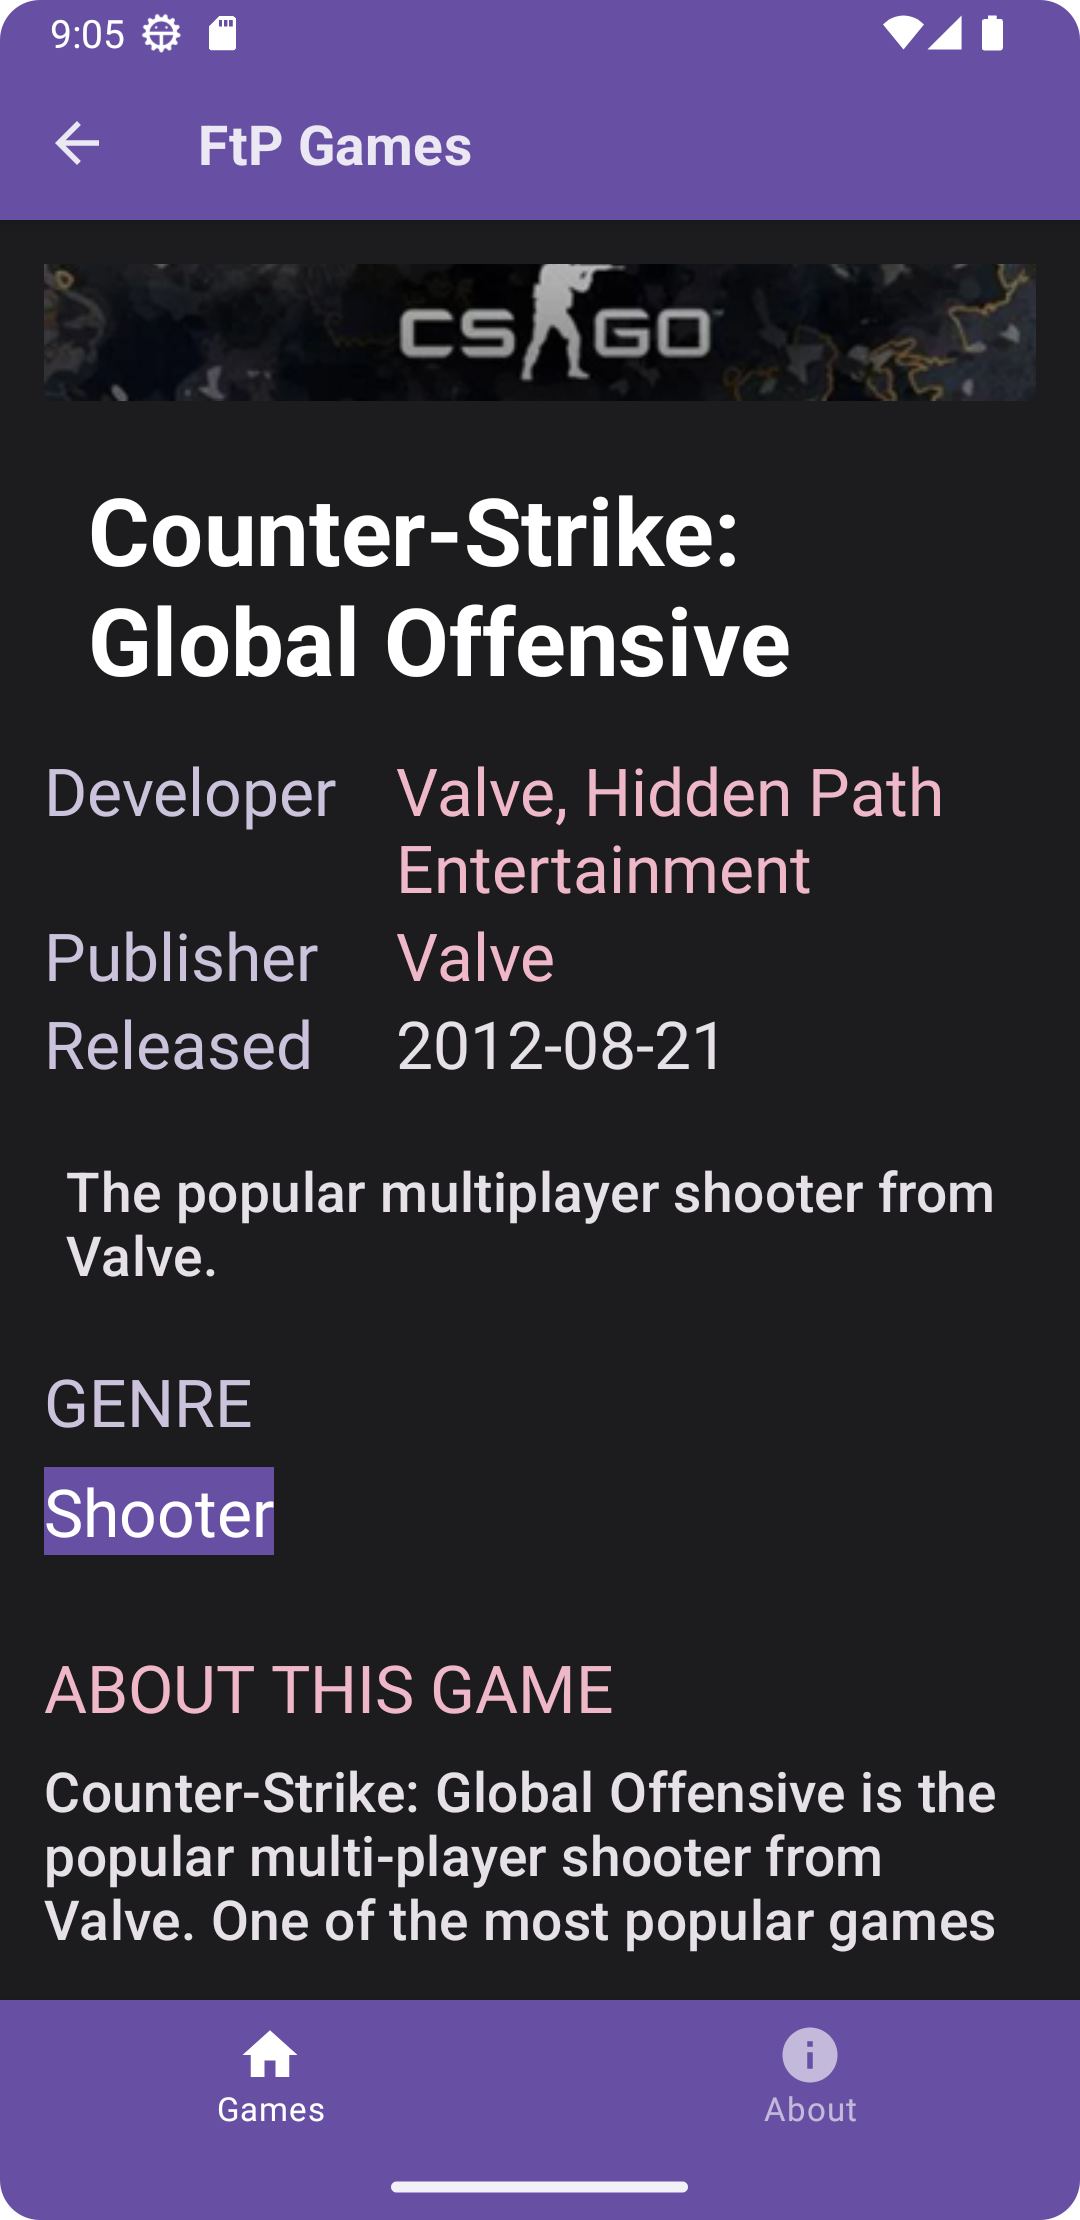 9:05
FtP Games
CS GO
Counter-Strike:
Global Offensive
Developer Valve, Hidden Path
Entertainment
Publisher Valve
Released 2012-08-21
The popular multiplayer shooter from
Valve.
GENRE
Shooter
ABOUT THIS GAME
Counter-Strike: Global Offensive is the
popular multi-player shooter from
Valve. One of the most popular games
Games About